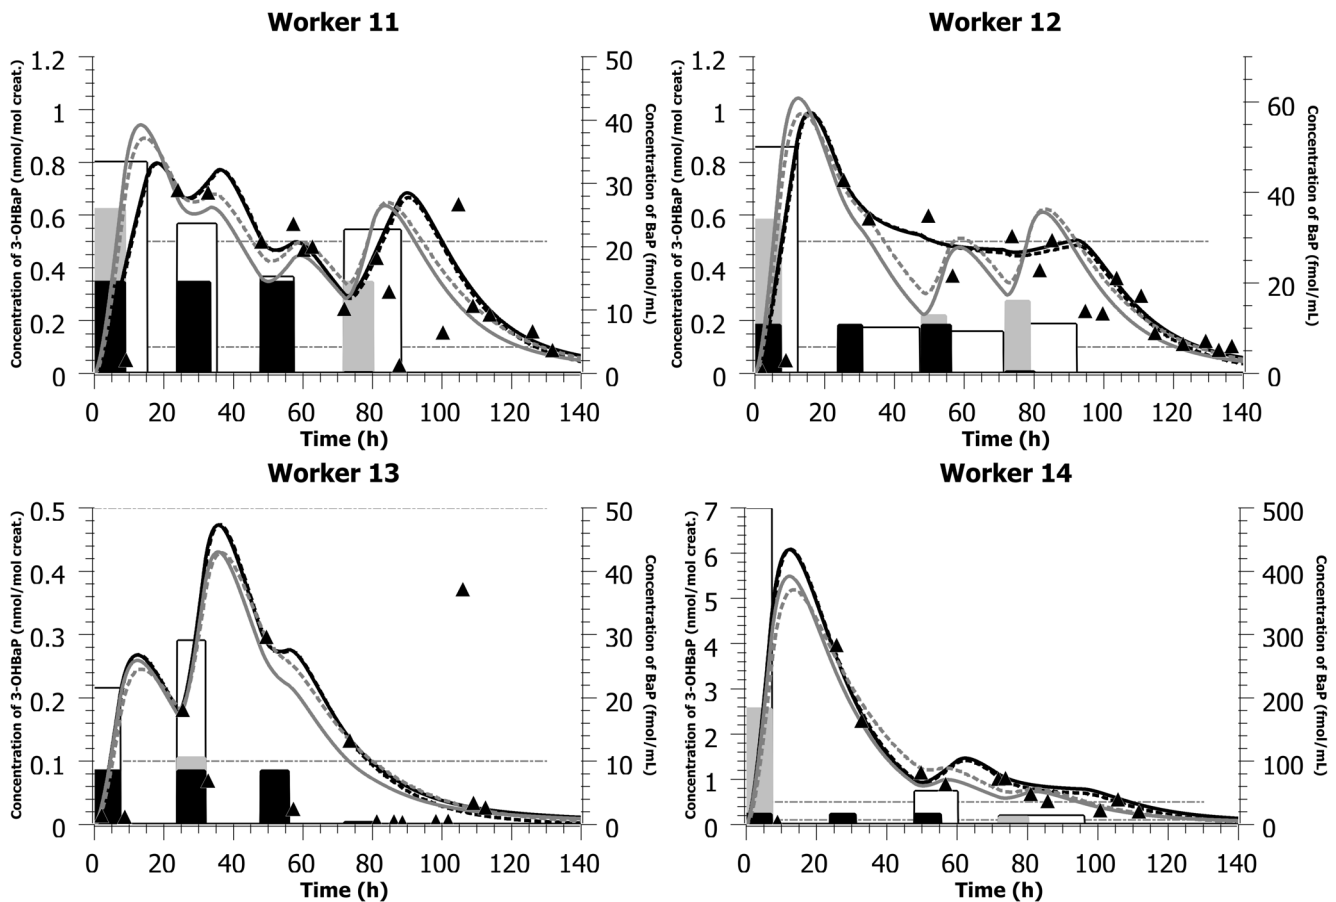 Worker 11
Concentration of 3-OHBaP (nmol/mol creat.)
1.2
1
0.8
0.6
0.4
0.2
0
50
40
30
20
10
0
Concentration of BaP (fmol/mL)
0 20 40 60 80 100 120 140
Time (h)
Worker 12
Concentration of 3-OHBaP (nmol/mol creat.)
1.2
1
0.8
0.6
0.4
0.2
0
60
40
20
0
Concentration of BaP (fmol/mL)
0 20 40 60 80 100 120 140
Time (h)
Worker 13
Concentration of 3-OHBaP (nmol/mol creat.)
0.5
0.4
0.3
0.2
0.1
0
50
40
30
20
10
0
Concentration of BaP (fmol/mL)
0 20 40 60 80 100 120 140
Time (h)
Worker 14
Concentration of 3-OHBaP (nmol/mol creat.)
7
6
5
4
3
2
1
0
500
400
300
200
100
0
Concentration of BaP (fmol/mL)
0 20 40 60 80 100 120 140
Time (h)